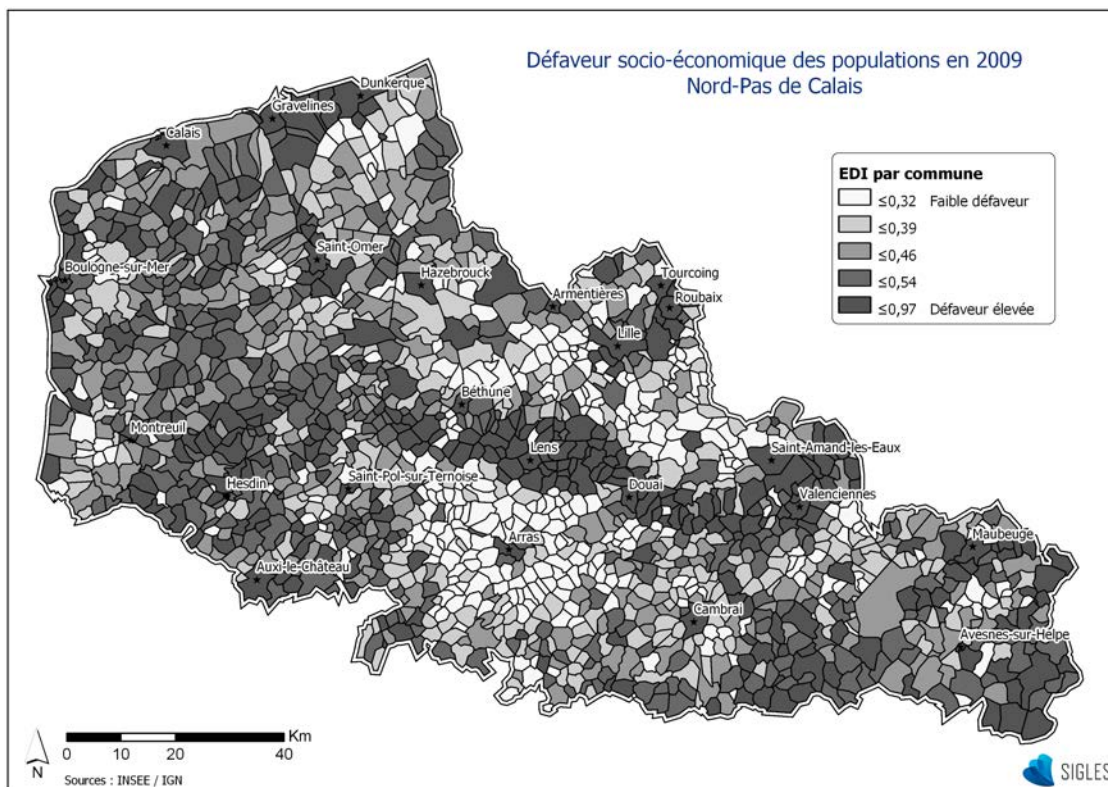 Défaveur socio-économique des populations en 2009
Nord-Pas de Calais
Dunkerque
Gravelines
Calais
EDI par commune
≤0,32 Faible défaveur
≤0,39
≤0,46
≤0,54
≤0,97 Défaveur élevée
Saint-Omer
Boulogne-sur-Mer
Hazebrouck
Tourcoing
Armentières
Roubaix
Lille
Béthune
Montreuil
Lens
Saint-Amand-les-Eaux
Hesdin
Saint-Pol-sur-Ternoise
Douai
Valenciennes
Arras
Maubeuge
Auxi-le-Château
Cambrai
Avesnes-sur-Helpe
Km
0 10 20 40
N
Sources : INSEE / IGN
SIGLES